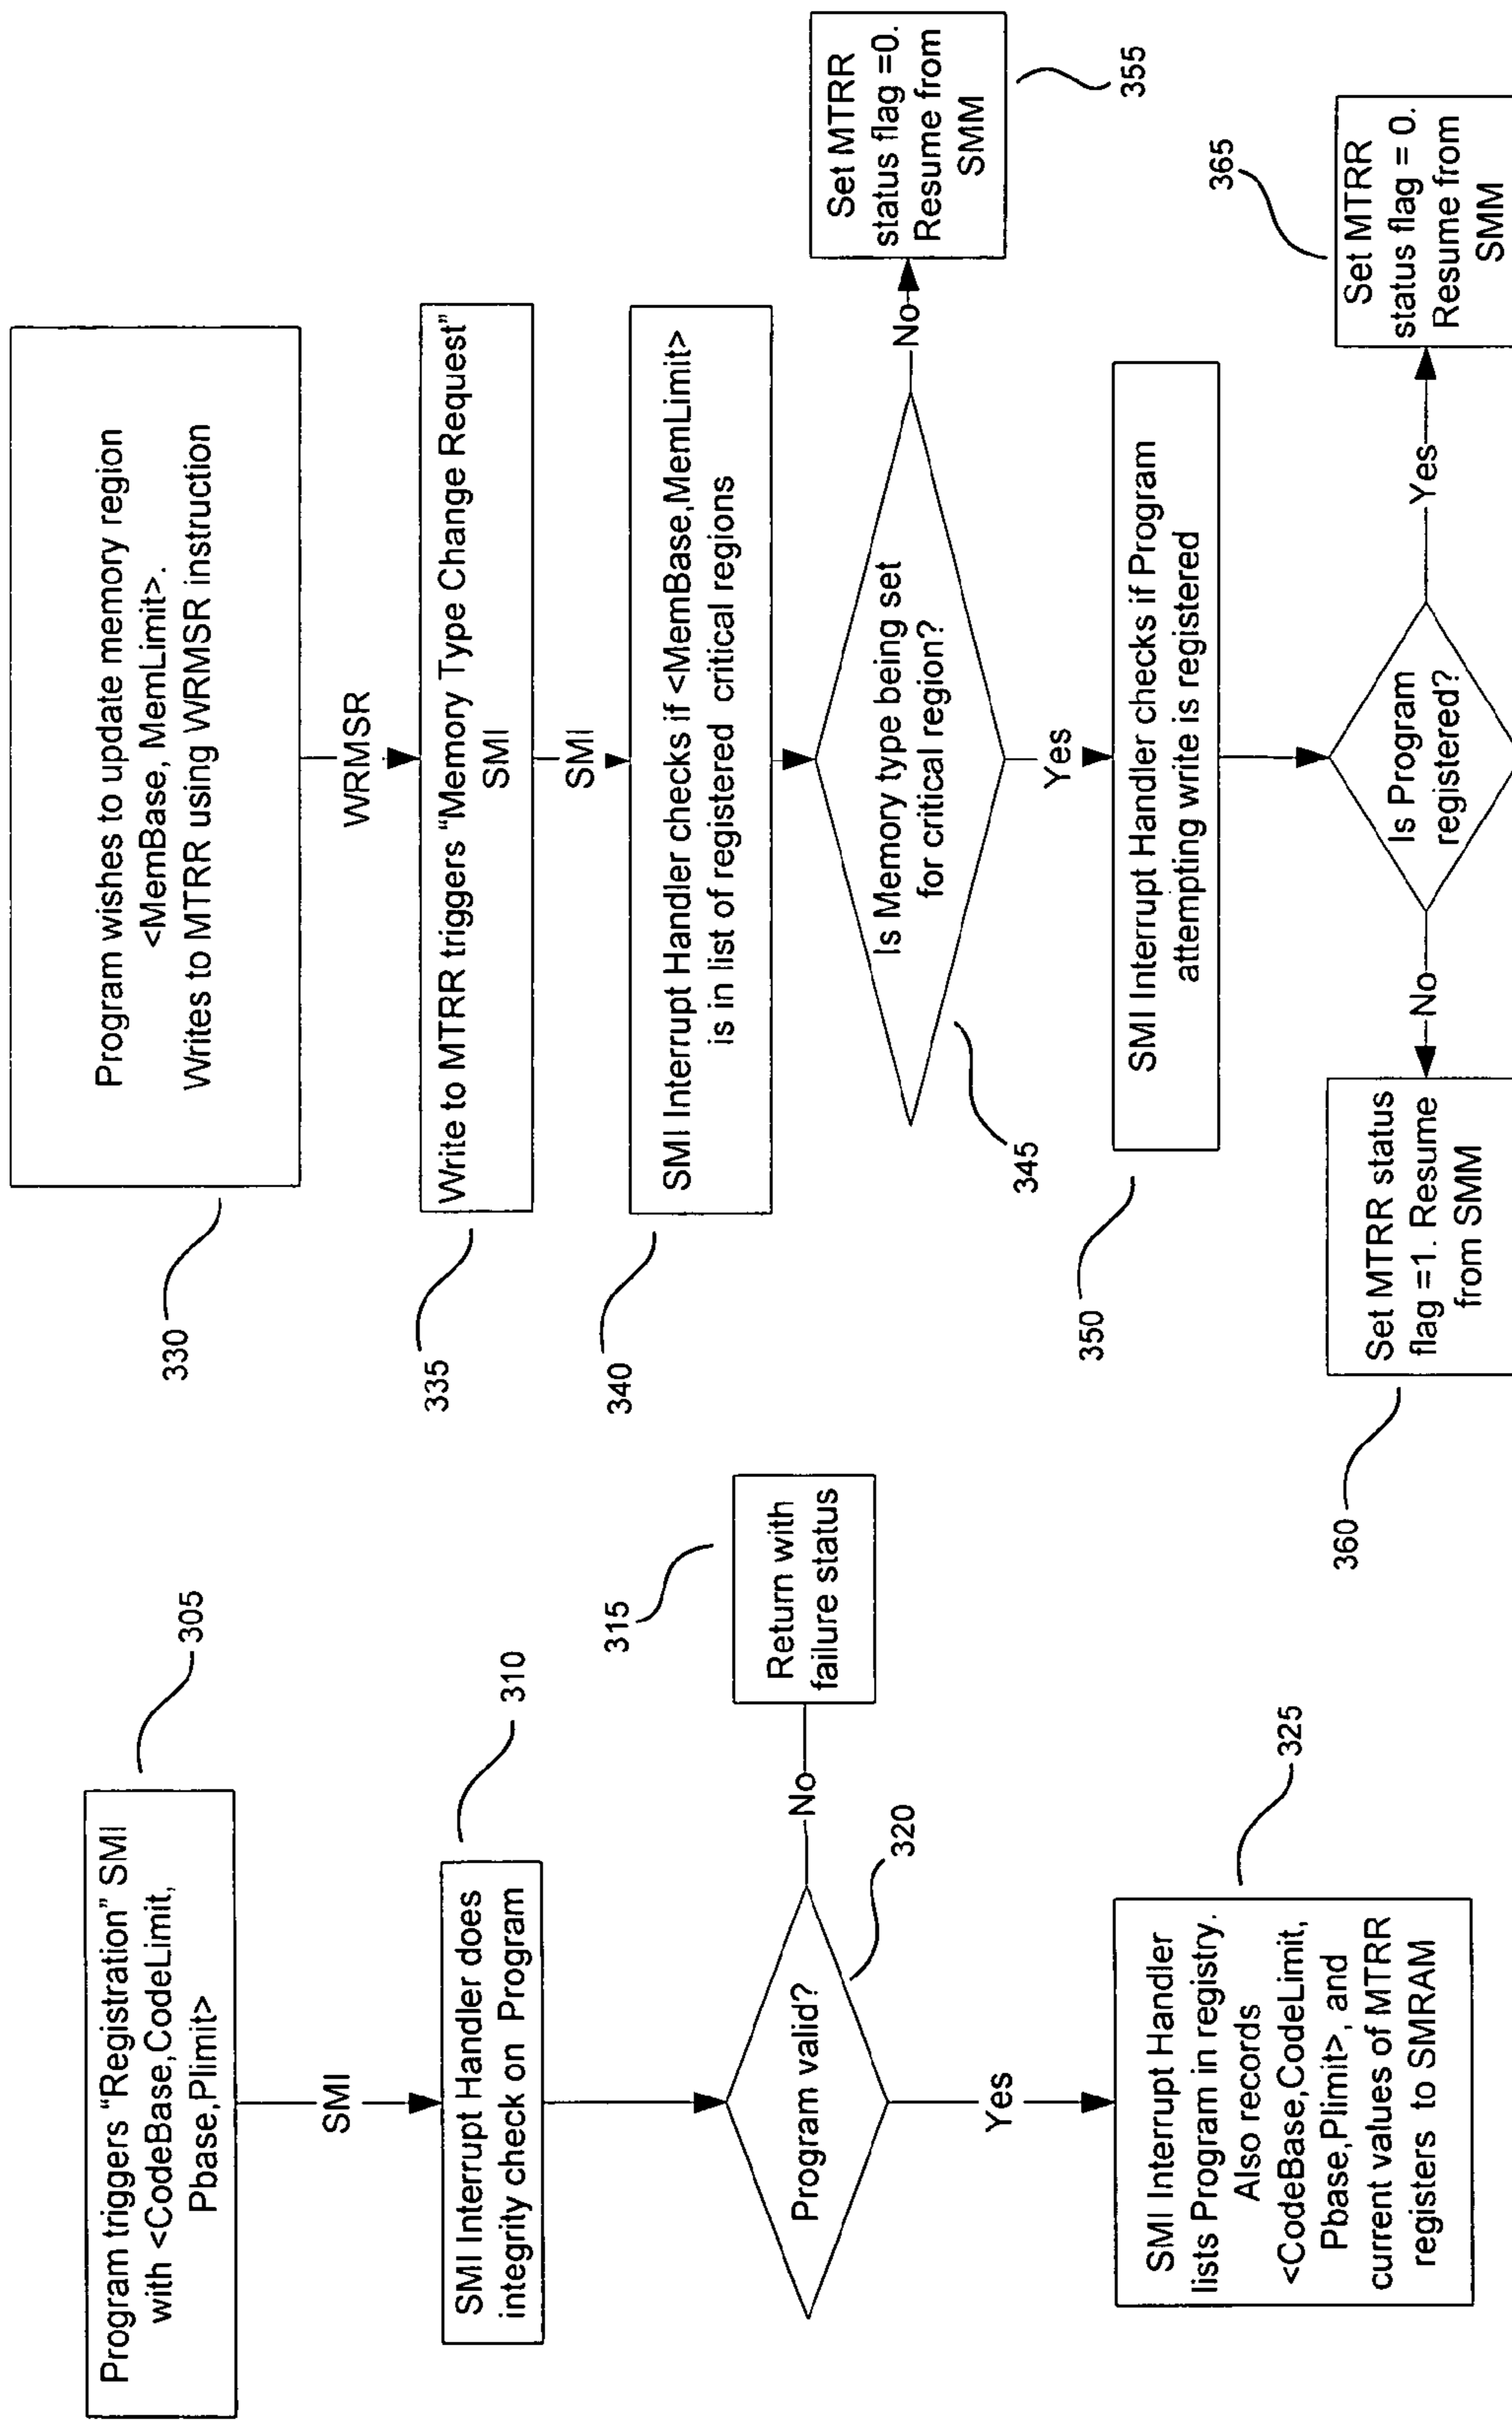 Program triggers “Registration” SMI
with <CodeBase,CodeLimit,
Pbase,Plimit>
305
SMI
SMI Interrupt Handler does
integrity check on Program
310
Program valid?
320
No
Return with
failure status
315
Yes
SMI Interrupt Handler
lists Program in registry.
Also records
<CodeBase,CodeLimit,
Pbase,Plimit>, and
current values of MTRR
registers to SMRAM
325
Program wishes to update memory region
<MemBase, MemLimit>.
Writes to MTRR using WRMSR instruction
330
WRMSR
Write to MTRR triggers “Memory Type Change Request”
SMI
335
SMI
SMI Interrupt Handler checks if <MemBase,MemLimit>
is in list of registered critical regions
340
Is Memory type being set
for critical region?
345
No
Set MTRR
status flag =0.
Resume from
SMM
355
Yes
SMI Interrupt Handler checks if Program
attempting write is registered
350
Is Program
registered?
No
Set MTRR status
flag =1. Resume
from SMM
360
Yes
Set MTRR
status flag = 0.
Resume from
SMM
365